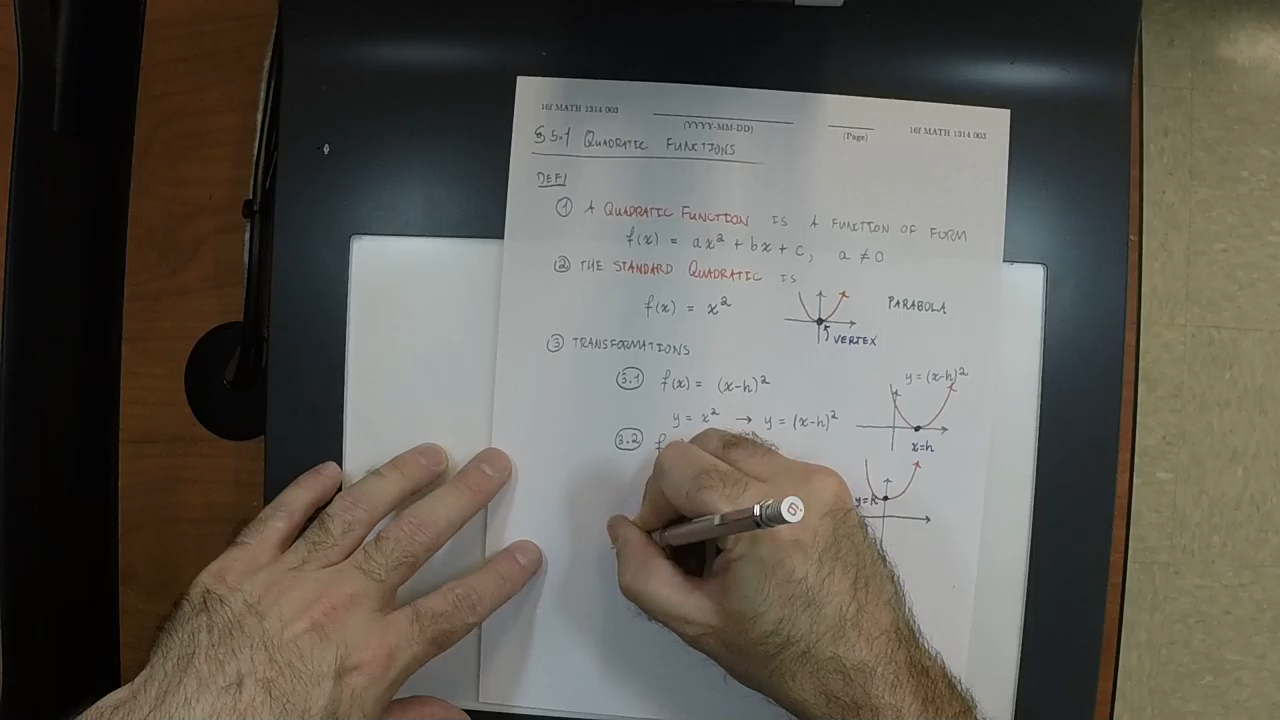 16f MATH 1314 003
(YYYY-MM-DD)
(Page)
16f MATH 1314 003
§ 5.1 QUADRATIC FUNCTIONS
DEF/
① A QUADRATIC FUNCTION IS A FUNCTION OF FORM
f(x) = ax² + bx + c, a ≠ 0
② THE STANDARD QUADRATIC IS
f(x) = x²
PARABOLA
VERTEX
③ TRANSFORMATIONS
3.1 f(x) = (x-h)²
y = (x-h)²
y = x² → y = (x-h)²
x=h
3.2 f
y=k
6